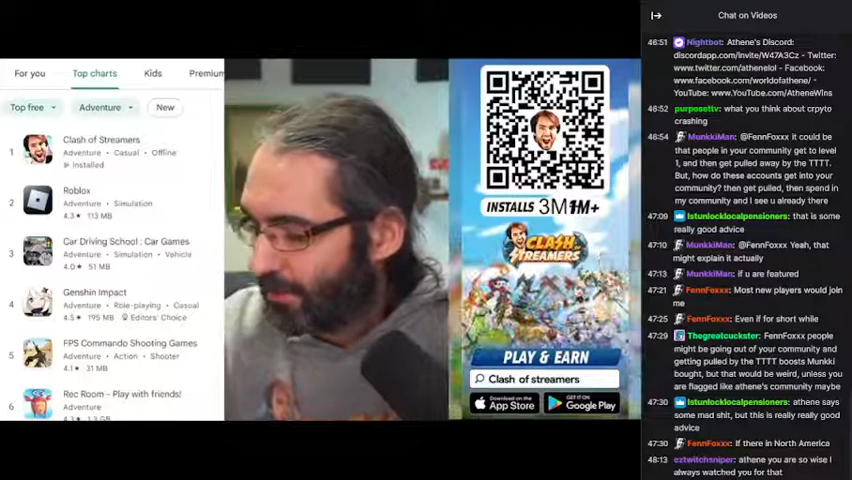 For you
Top charts
Kids
Premium
Top free
Adventure
New
1
Clash of Streamers
Adventure • Casual • Offline
Installed
2
Roblox
Adventure • Simulation
4.3★ 113 MB
3
Car Driving School : Car Games
Adventure • Simulation • Vehicle
4.0★ 51 MB
4
Genshin Impact
Adventure • Role-playing • Casual
4.5★ 195 MB Editors' Choice
5
FPS Commando Shooting Games
Adventure • Action • Shooter
4.1★ 31 MB
6
Rec Room - Play with friends!
Adventure
4.3★ 1.3 GB
INSTALLS 3M
CLASH OF
STREAMERS
PLAY & EARN
Clash of streamers
Download on the
App Store
GET IT ON
Google Play
Chat on Videos
46:51 Nightbot: Athene's Discord:
discordapp.com/invite/W47A3Cz - Twitter:
www.twitter.com/athenelol - Facebook:
www.facebook.com/worldofathene/ -
YouTube: www.YouTube.com/AtheneWins
46:52 purposettv: what you think about crpyto
crashing
46:54 MunkkiMan: @FennFoxxx it could be
that people in your community get to level
1, and then get pulled away by the TTTT.
But, how do these accounts get into your
community? then get pulled, then spend in
my community and I see u already there
47:09 Istunlocklocalpensioners: that is some
really good advice
47:10 MunkkiMan: @FennFoxxx Yeah, that
might explain it actually
47:13 MunkkiMan: if u are featured
47:21 FennFoxxx: Most new players would join
me
47:25 FennFoxxx: Even if for short while
47:29 Thegreatcuckster: FennFoxxx people
might be going out of your community and
getting pulled by the TTTT boosts Munkki
bought, but that would be weird, unless you
are flagged like athene's community maybe
47:30 Istunlocklocalpensioners: athene says
some mad shit, but this is really really good
advice
47:30 FennFoxxx: If there in North America
48:13 eztwitchsniper: athene you are so wise I
always watched you for that